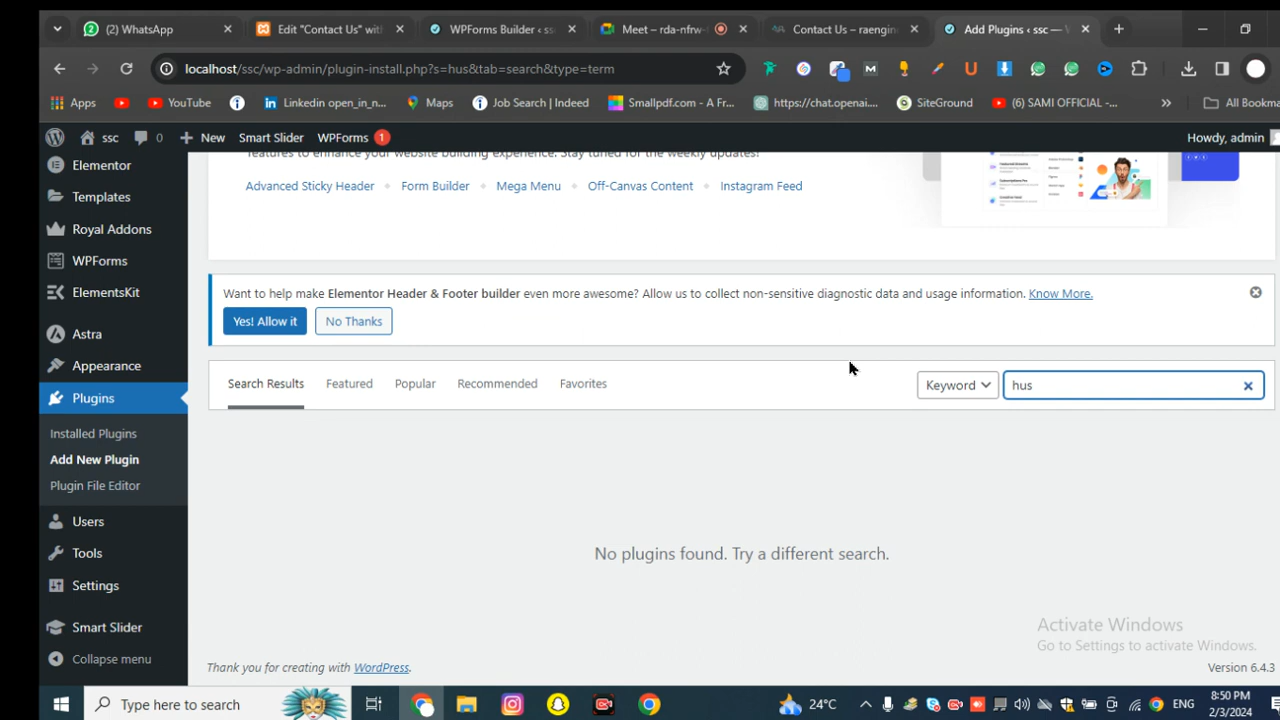 (2) WhatsApp
Edit "Contact Us" with
WPForms Builder ‹ ssc
Meet – rda-nfrw-
Contact Us – raengin
Add Plugins ‹ ssc — W
localhost/ssc/wp-admin/plugin-install.php?s=hus&tab=search&type=term
Apps
YouTube
Linkedin open_in_n...
Maps
Job Search | Indeed
Smallpdf.com - A Fr...
https://chat.openai....
SiteGround
(6) SAMI OFFICIAL -...
All Bookma
ssc
0
New
Smart Slider
WPForms 1
Howdy, admin
Elementor
Templates
Royal Addons
WPForms
ElementsKit
Astra
Appearance
Plugins
Installed Plugins
Add New Plugin
Plugin File Editor
Users
Tools
Settings
Smart Slider
Collapse menu
features to enhance your website building experience. Stay tuned for the weekly updates!
Advanced Sticky Header
Form Builder
Mega Menu
Off-Canvas Content
Instagram Feed
Want to help make Elementor Header & Footer builder even more awesome? Allow us to collect non-sensitive diagnostic data and usage information. Know More.
Yes! Allow it
No Thanks
Search Results
Featured
Popular
Recommended
Favorites
Keyword
hus
No plugins found. Try a different search.
Activate Windows
Go to Settings to activate Windows.
Thank you for creating with WordPress.
Version 6.4.3
Type here to search
24°C
ENG
8:50 PM
2/3/2024